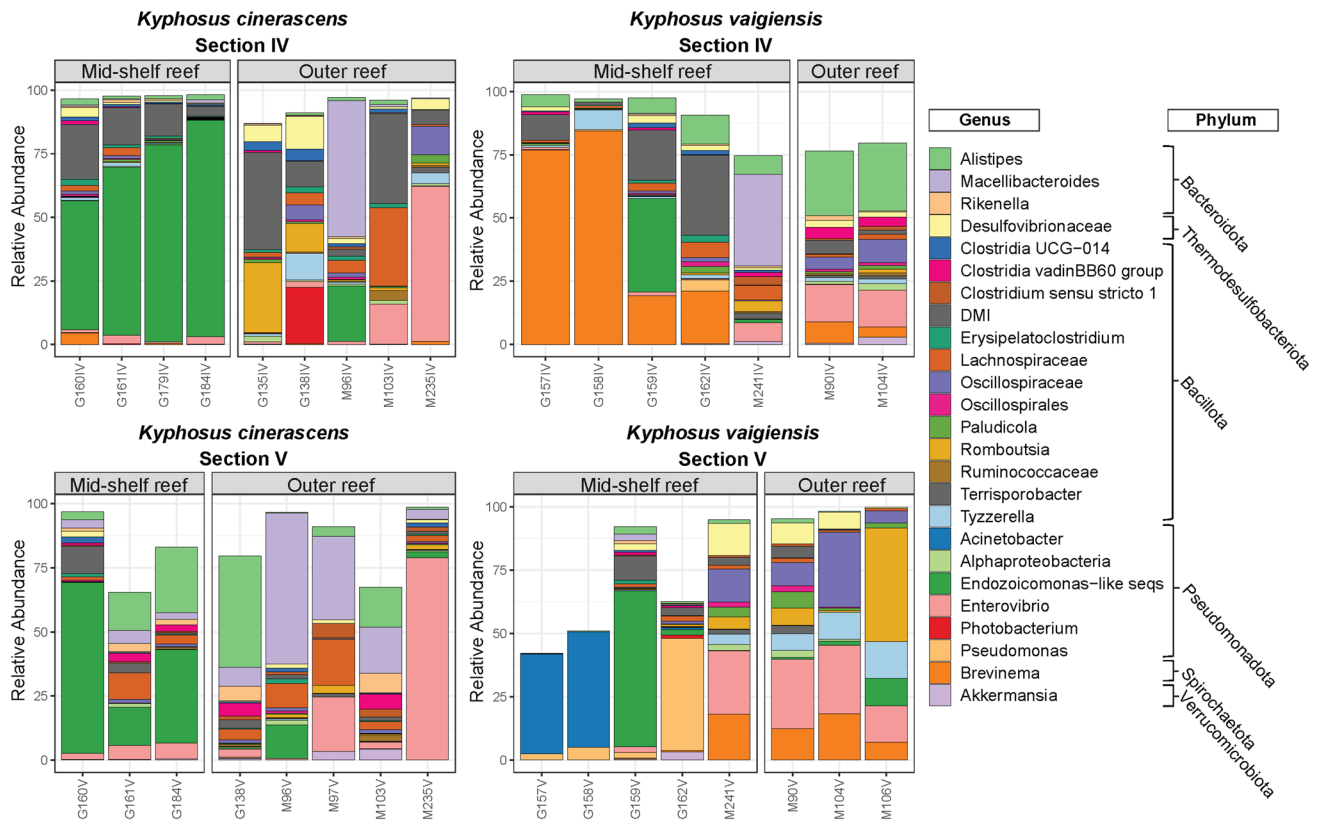 Kyphosus cinerascens
Section IV
Mid-shelf reef
Outer reef
Relative Abundance
100
75
50
25
0
G160IV
G161IV
G179IV
G184IV
G135IV
G138IV
M96IV
M103IV
M235IV
Kyphosus vaigiensis
Section IV
Mid-shelf reef
Outer reef
Relative Abundance
100
75
50
25
0
G157IV
G158IV
G159IV
G162IV
M241IV
M90IV
M104IV
Kyphosus cinerascens
Section V
Mid-shelf reef
Outer reef
Relative Abundance
100
75
50
25
0
G160V
G161V
G184V
G138V
M96V
M97V
M103V
M235V
Kyphosus vaigiensis
Section V
Mid-shelf reef
Outer reef
Relative Abundance
100
75
50
25
0
G157V
G158V
G159V
G162V
M241V
M90V
M104V
M106V
Genus
Alistipes
Macellibacteroides
Rikenella
Desulfovibrionaceae
Clostridia UCG−014
Clostridia vadinBB60 group
Clostridium sensu stricto 1
DMI
Erysipelatoclostridium
Lachnospiraceae
Oscillospiraceae
Oscillospirales
Paludicola
Romboutsia
Ruminococcaceae
Terrisporobacter
Tyzzerella
Acinetobacter
Alphaproteobacteria
Endozoicomonas−like seqs
Enterovibrio
Photobacterium
Pseudomonas
Brevinema
Akkermansia
Phylum
Bacteroidota
Thermodesulfobacteriota
Bacillota
Pseudomonadota
Spirochaetota
Verrucomicrobiota